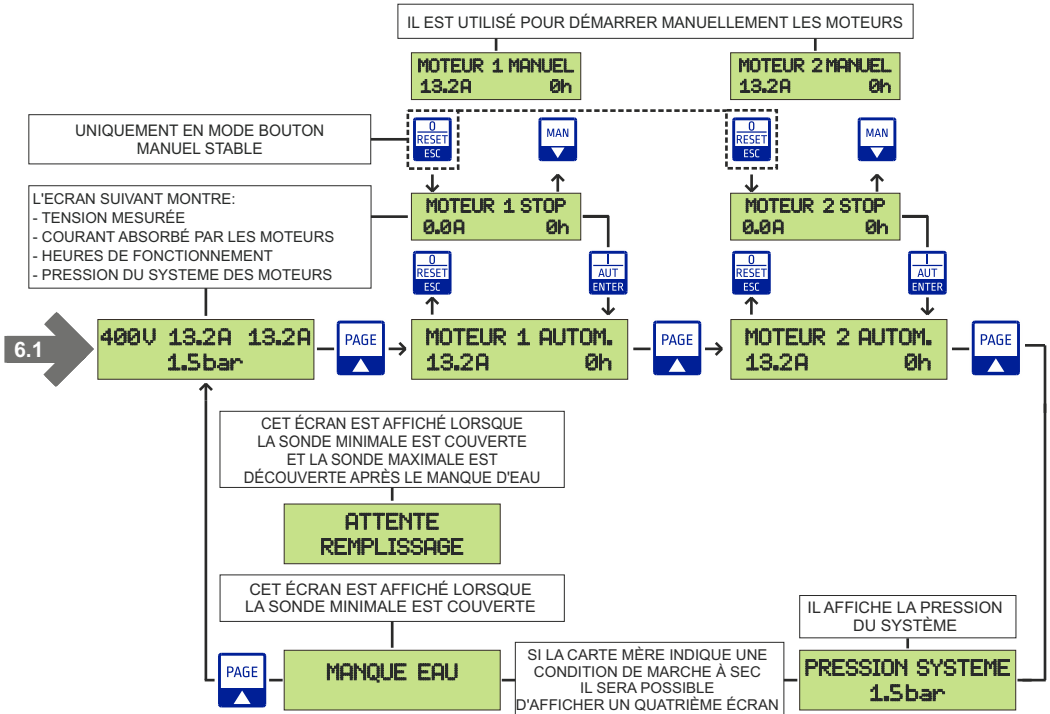 IL EST UTILISÉ POUR DÉMARRER MANUELLEMENT LES MOTEURS
MOTEUR 1 MANUEL
13.2A 0h
MOTEUR 2 MANUEL
13.2A 0h
UNIQUEMENT EN MODE BOUTON
MANUEL STABLE
0
RESET
ESC
MAN
0
RESET
ESC
MAN
L'ECRAN SUIVANT MONTRE:
- TENSION MESURÉE
- COURANT ABSORBÉ PAR LES MOTEURS
- HEURES DE FONCTIONNEMENT
- PRESSION DU SYSTEME DES MOTEURS
MOTEUR 1 STOP
0.0A 0h
MOTEUR 2 STOP
0.0A 0h
0
RESET
ESC
I
AUT
ENTER
0
RESET
ESC
I
AUT
ENTER
6.1
400V 13.2A 13.2A
1.5bar
PAGE
MOTEUR 1 AUTOM.
13.2A 0h
PAGE
MOTEUR 2 AUTOM.
13.2A 0h
PAGE
CET ÉCRAN EST AFFICHÉ LORSQUE
LA SONDE MINIMALE EST COUVERTE
ET LA SONDE MAXIMALE EST
DÉCOUVERTE APRÈS LE MANQUE D'EAU
ATTENTE
REMPLISSAGE
CET ÉCRAN EST AFFICHÉ LORSQUE
LA SONDE MINIMALE EST COUVERTE
IL AFFICHE LA PRESSION
DU SYSTÈME
PAGE
MANQUE EAU
SI LA CARTE MÈRE INDIQUE UNE
CONDITION DE MARCHE À SEC
IL SERA POSSIBLE
D'AFFICHER UN QUATRIÈME ÉCRAN
PRESSION SYSTEME
1.5bar